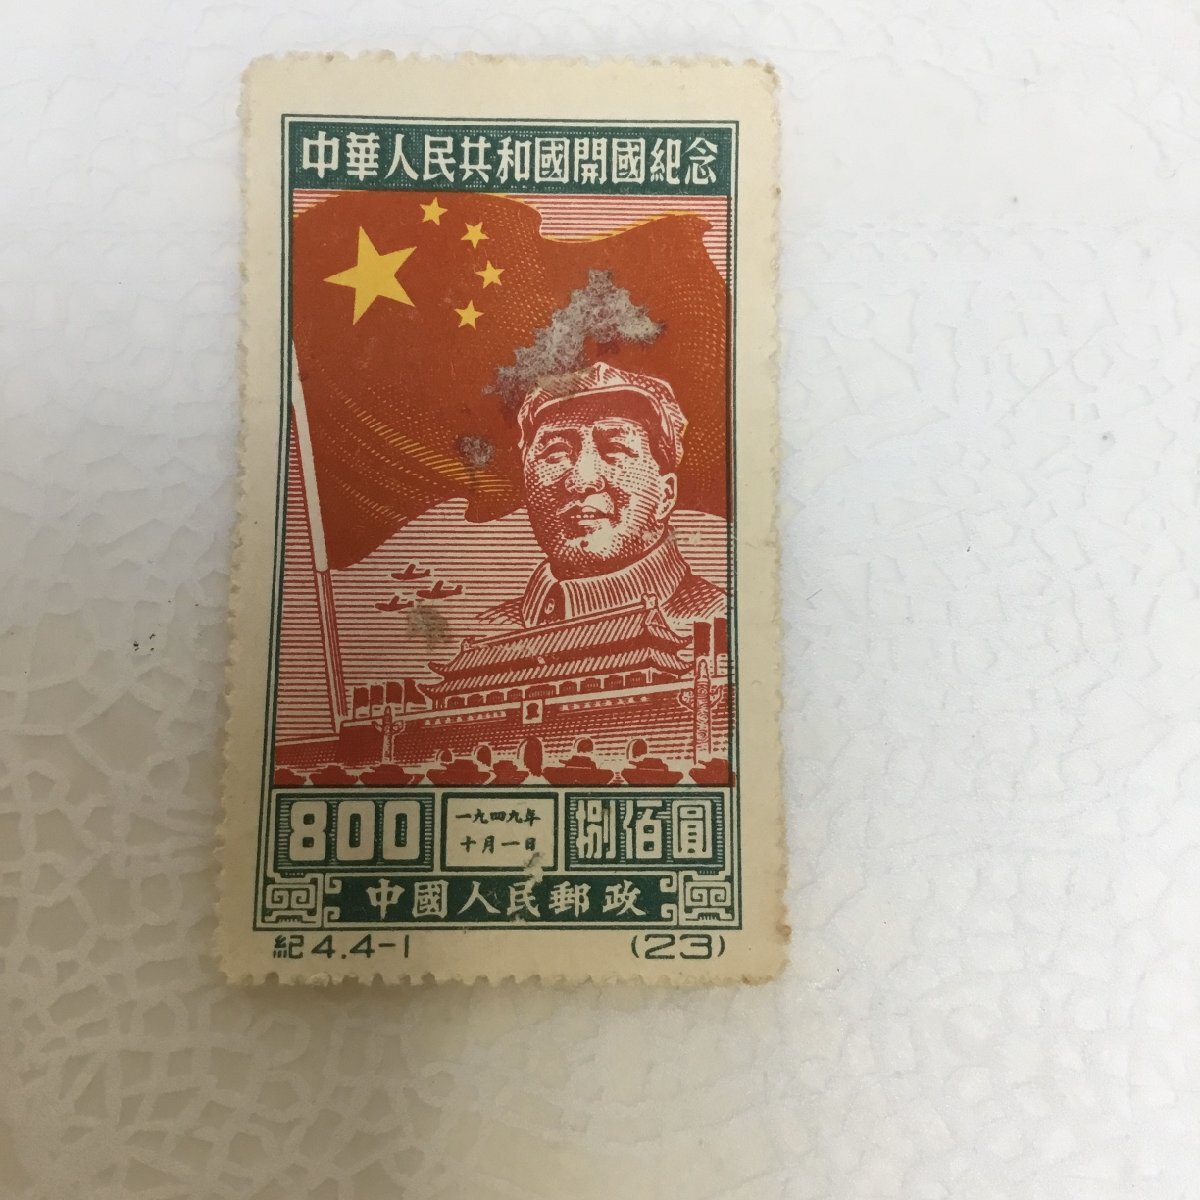 中華人民共和國開國紀念
800
一九四九年
十月一日
捌佰圓
中國人民郵政
紀4.4-1
(23)